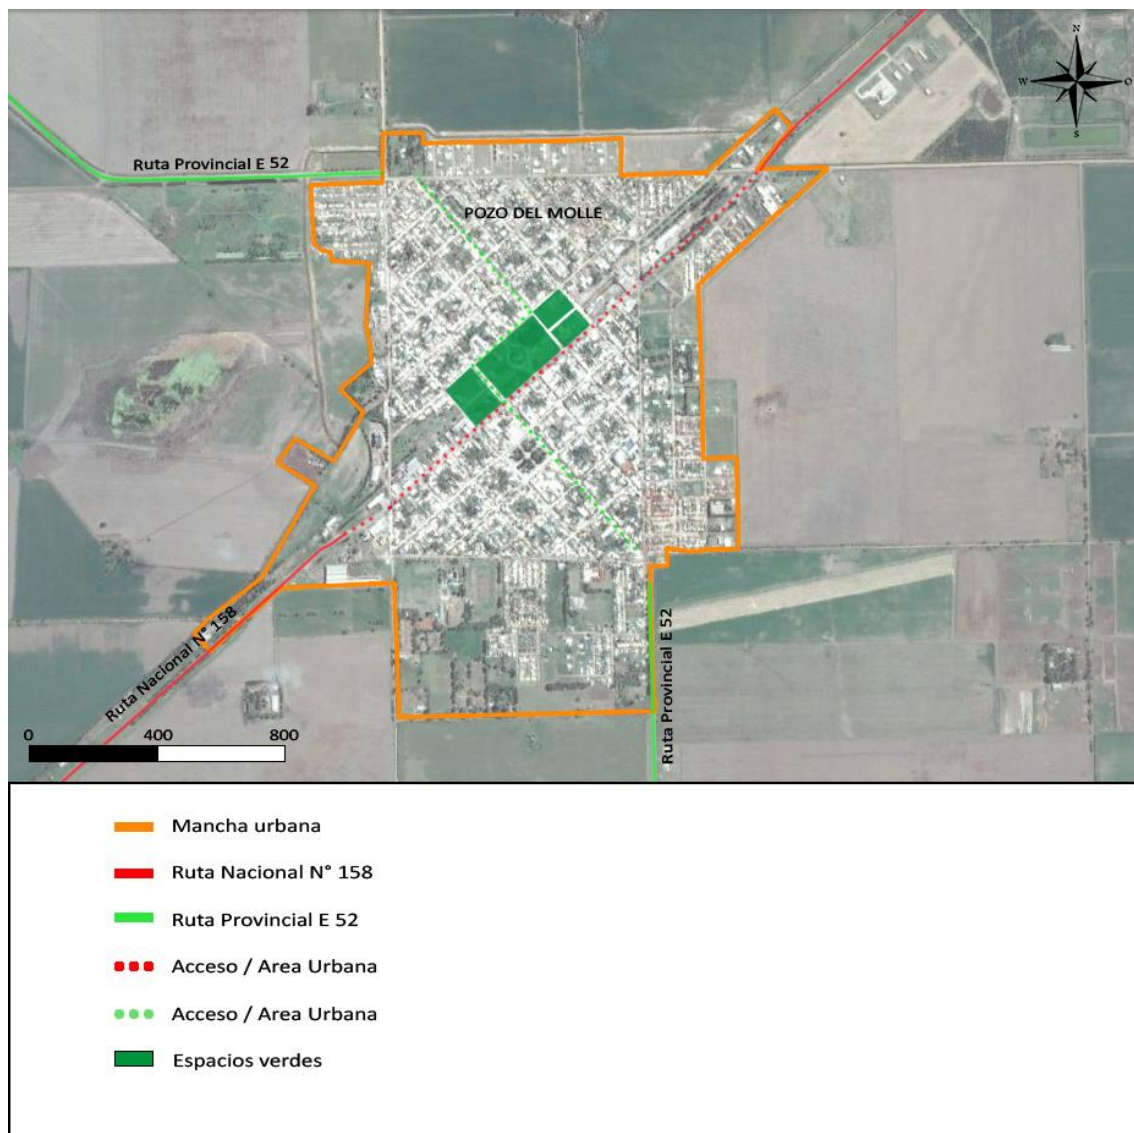 N
W
O
S
Ruta Provincial E 52
POZO DEL MOLLE
Ruta Nacional N° 158
Ruta Provincial E 52
0 400 800
Mancha urbana
Ruta Nacional N° 158
Ruta Provincial E 52
Acceso / Area Urbana
Acceso / Area Urbana
Espacios verdes